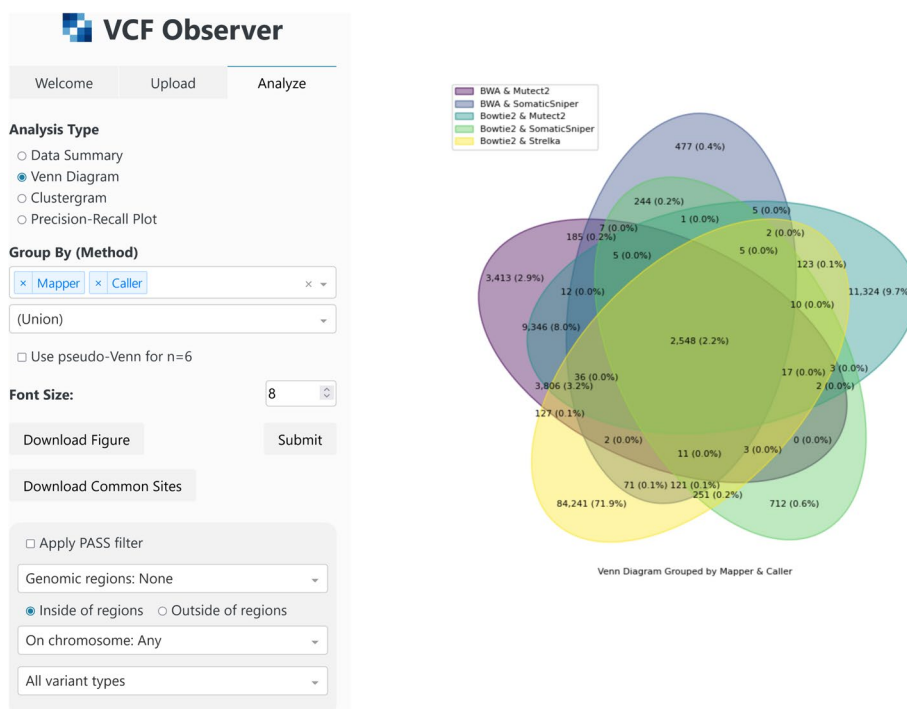 VCF Observer
Welcome Upload Analyze
Analysis Type
Data Summary
Venn Diagram
Clustergram
Precision-Recall Plot
Group By (Method)
× Mapper × Caller ×
(Union)
Use pseudo-Venn for n=6
Font Size: 8
Download Figure Submit
Download Common Sites
Apply PASS filter
Genomic regions: None
Inside of regions Outside of regions
On chromosome: Any
All variant types
BWA & Mutect2
BWA & SomaticSniper
Bowtie2 & Mutect2
Bowtie2 & SomaticSniper
Bowtie2 & Strelka
477 (0.4%)
244 (0.2%)
5 (0.0%)
1 (0.0%)
7 (0.0%)
2 (0.0%)
185 (0.2%)
5 (0.0%)
5 (0.0%)
123 (0.1%)
3,413 (2.9%)
12 (0.0%)
11,324 (9.7%
10 (0.0%)
9,346 (8.0%)
2,548 (2.2%)
3 (0.0%)
17 (0.0%)
36 (0.0%)
3,806 (3.2%)
2 (0.0%)
127 (0.1%)
2 (0.0%)
0 (0.0%)
3 (0.0%)
11 (0.0%)
71 (0.1%)
121 (0.1%)
251 (0.2%)
84,241 (71.9%)
712 (0.6%)
Venn Diagram Grouped by Mapper & Caller